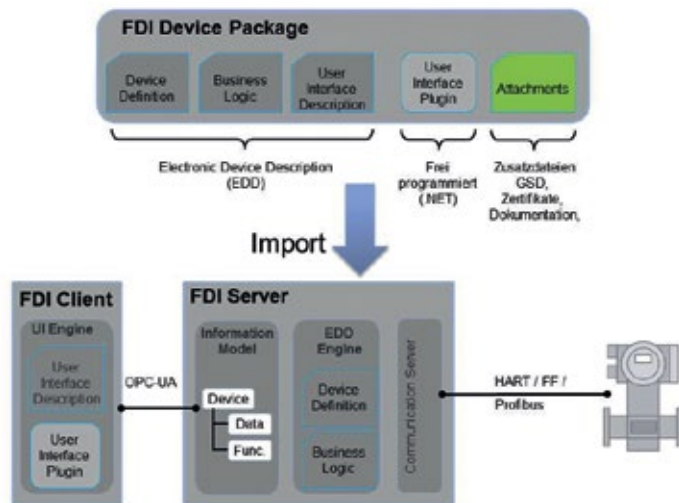 FDI Device Package
Device
Definition
Business
Logic
User
Interface
Description
User
Interface
Plugin
Attachments
Electronic Device Description
(EDD)
Frei
programmiert
(.NET)
Zusatzdateien
GSD,
Zertifikate,
Dokumentation,
Import
FDI Client
UI Engine
User
Interface
Description
User
Interface
Plugin
OPC-UA
FDI Server
Information
Model
Device
Data
Func.
EDD
Engine
Device
Definition
Business
Logic
Communication Server
HART / FF /
Profibus